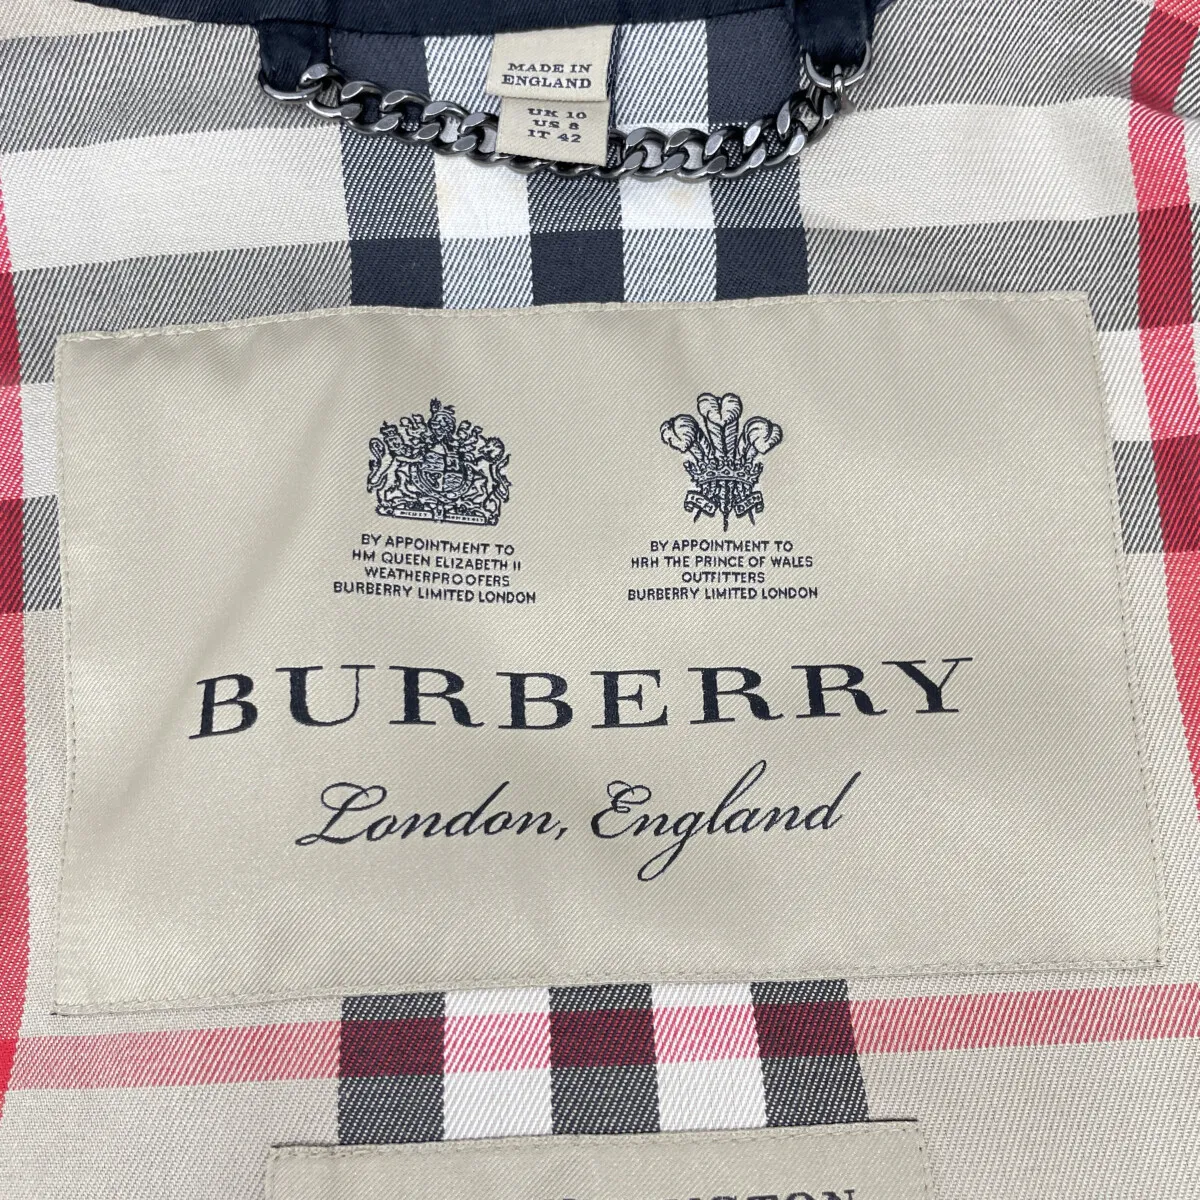 MADE IN
ENGLAND
UK 10
US 8
IT 42
BY APPOINTMENT TO
HM QUEEN ELIZABETH II
WEATHERPROOFERS
BURBERRY LIMITED LONDON
BY APPOINTMENT TO
HRH THE PRINCE OF WALES
OUTFITTERS
BURBERRY LIMITED LONDON
BURBERRY
London, England